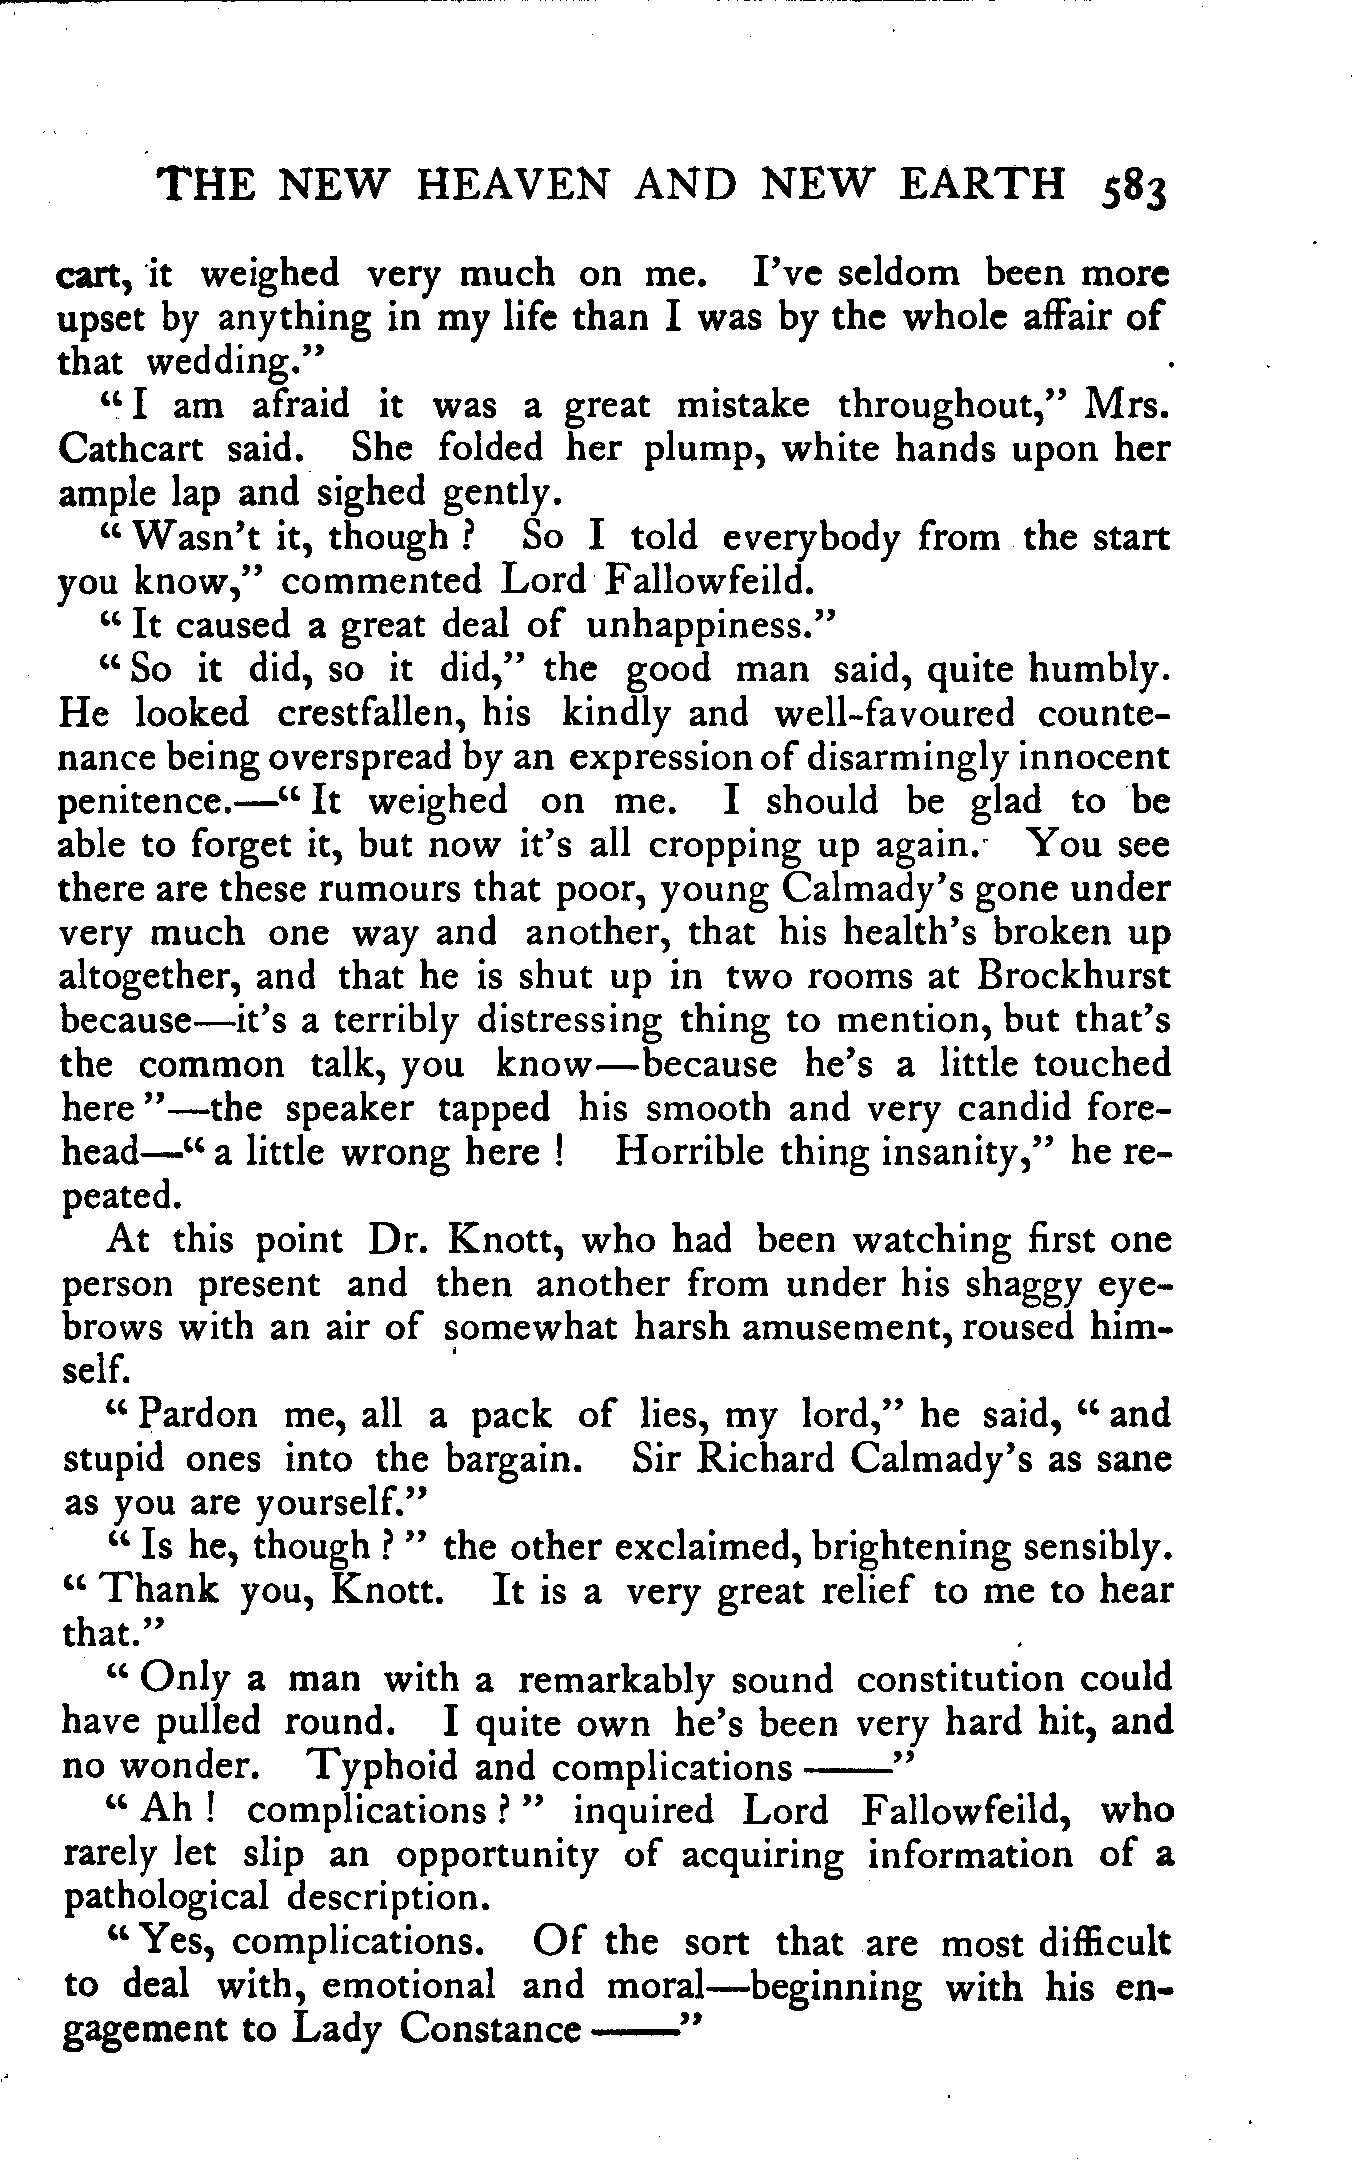 THE NEW HEAVEN AND NEW EARTH 583
cart, it weighed very much on me. I've seldom been more
upset by anything in my life than I was by the whole affair of
that wedding."
"I am afraid it was a great mistake throughout," Mrs.
Cathcart said. She folded her plump, white hands upon her
ample lap and sighed gently.
"Wasn't it, though? So I told everybody from the start
you know," commented Lord Fallowfeild.
"It caused a great deal of unhappiness."
"So it did, so it did," the good man said, quite humbly.
He looked crestfallen, his kindly and well-favoured counte-
nance being overspread by an expression of disarmingly innocent
penitence.—"It weighed on me. I should be glad to be
able to forget it, but now it's all cropping up again. You see
there are these rumours that poor, young Calmady's gone under
very much one way and another, that his health's broken up
altogether, and that he is shut up in two rooms at Brockhurst
because—it's a terribly distressing thing to mention, but that's
the common talk, you know—because he's a little touched
here"—the speaker tapped his smooth and very candid fore-
head—"a little wrong here! Horrible thing insanity," he re-
peated.
At this point Dr. Knott, who had been watching first one
person present and then another from under his shaggy eye-
brows with an air of somewhat harsh amusement, roused him-
self.
"Pardon me, all a pack of lies, my lord," he said, "and
stupid ones into the bargain. Sir Richard Calmady's as sane
as you are yourself."
"Is he, though?" the other exclaimed, brightening sensibly.
"Thank you, Knott. It is a very great relief to me to hear
that."
"Only a man with a remarkably sound constitution could
have pulled round. I quite own he's been very hard hit, and
no wonder. Typhoid and complications ——"
"Ah! complications?" inquired Lord Fallowfeild, who
rarely let slip an opportunity of acquiring information of a
pathological description.
"Yes, complications. Of the sort that are most difficult
to deal with, emotional and moral—beginning with his en-
gagement to Lady Constance ——"